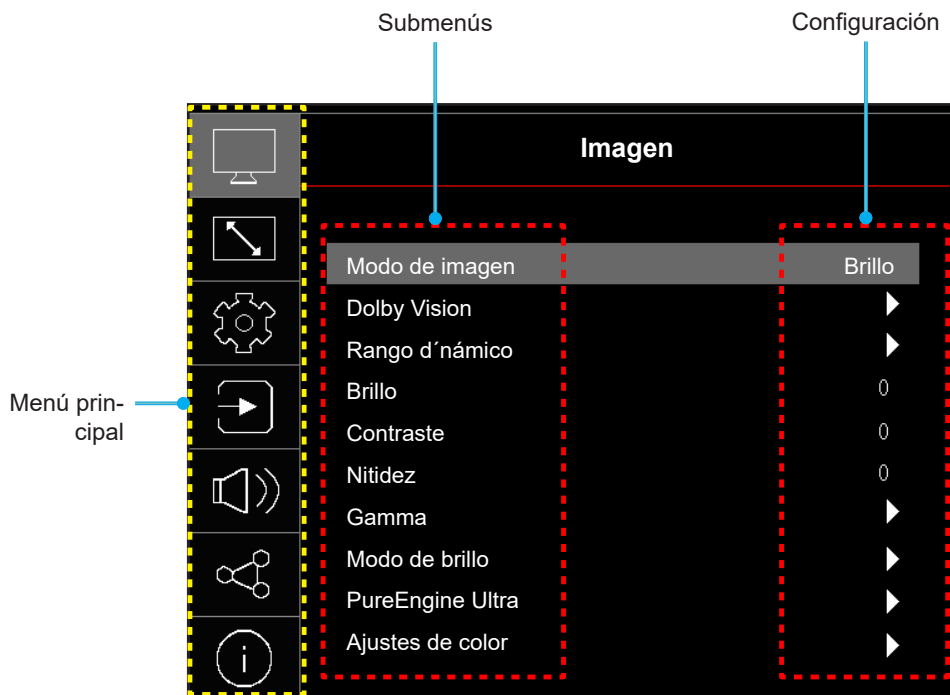 Submenús
Configuración
Imagen
Modo de imagen
Brillo
Dolby Vision
Rango d´námico
Brillo
0
Contraste
0
Nitidez
0
Gamma
Modo de brillo
PureEngine Ultra
Ajustes de color
Menú prin-
cipal
i